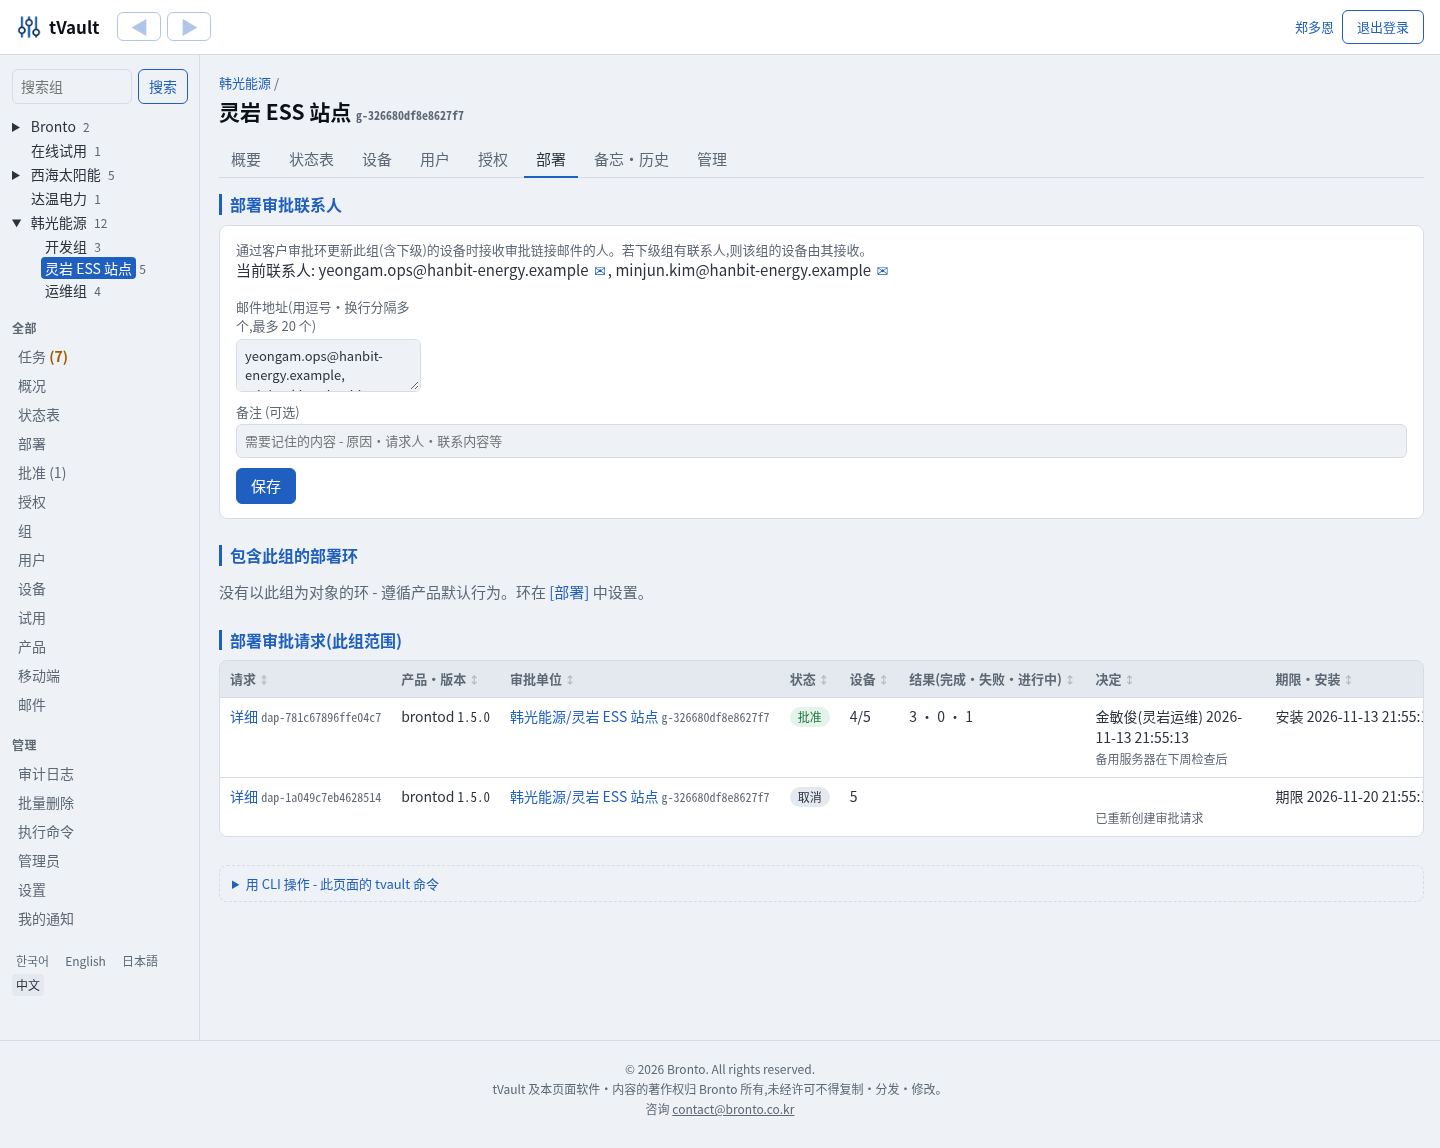 tVault
郑多恩
退出登录
搜索组
搜索
Bronto 2
在线试用 1
西海太阳能 5
达温电力 1
韩光能源 12
开发组 3
灵岩 ESS 站点 5
运维组 4
全部
任务 (7)
概况
状态表
部署
批准 (1)
授权
组
用户
设备
试用
产品
移动端
邮件
管理
审计日志
批量删除
执行命令
管理员
设置
我的通知
한국어 English 日本語
中文
韩光能源 /
灵岩 ESS 站点 g-326680df8e8627f7
概要 状态表 设备 用户 授权 部署 备忘・历史 管理
部署审批联系人
通过客户审批环更新此组(含下级)的设备时接收审批链接邮件的人。若下级组有联系人,则该组的设备由其接收。
当前联系人: yeongam.ops@hanbit-energy.example ✉, minjun.kim@hanbit-energy.example ✉
邮件地址(用逗号・换行分隔多
个,最多 20 个)
yeongam.ops@hanbit-
energy.example,
备注 (可选)
需要记住的内容 - 原因・请求人・联系内容等
保存
包含此组的部署环
没有以此组为对象的环 - 遵循产品默认行为。环在 [部署] 中设置。
部署审批请求(此组范围)
请求 ↕ 产品・版本 ↕ 审批单位 ↕ 状态 ↕ 设备 ↕ 结果(完成・失败・进行中) ↕ 决定 ↕ 期限・安装 ↕
详细 dap-781c67896ffe04c7 brontod 1.5.0 韩光能源/灵岩 ESS 站点 g-326680df8e8627f7 批准 4/5 3 ・ 0 ・ 1 金敏俊(灵岩运维) 2026-
11-13 21:55:13
备用服务器在下周检查后
安装 2026-11-13 21:55:1
详细 dap-1a049c7eb4628514 brontod 1.5.0 韩光能源/灵岩 ESS 站点 g-326680df8e8627f7 取消 5 期限 2026-11-20 21:55:1
已重新创建审批请求
用 CLI 操作 - 此页面的 tvault 命令
© 2026 Bronto. All rights reserved.
tVault 及本页面软件・内容的著作权归 Bronto 所有,未经许可不得复制・分发・修改。
咨询 contact@bronto.co.kr